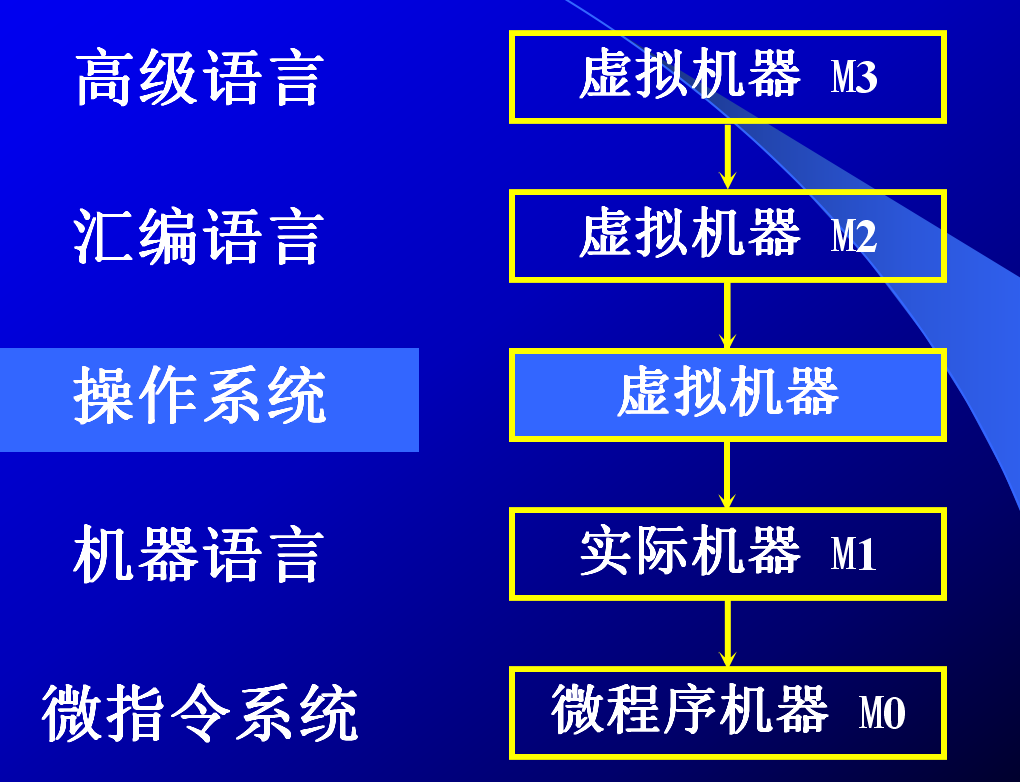 高级语言 虚拟机器 M3
汇编语言 虚拟机器 M2
操作系统 虚拟机器
机器语言 实际机器 M1
微指令系统 微程序机器 M0